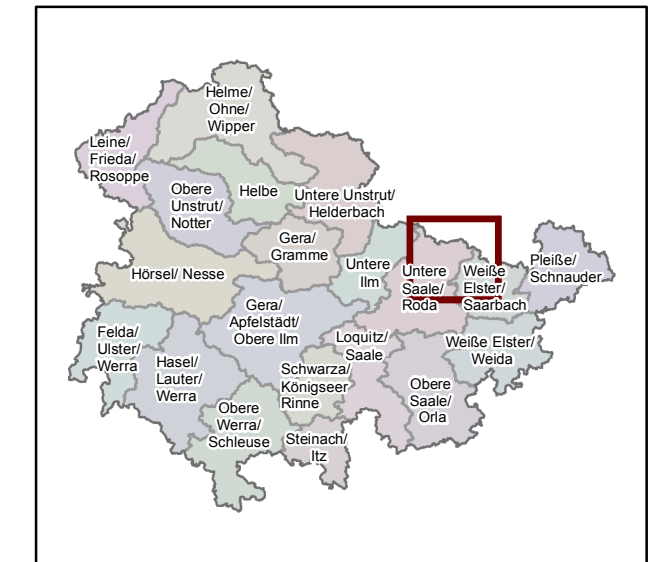 Helme/
Ohne/
Wipper
Leine/
Frieda/
Rosoppe
Obere
Unstrut/
Notter
Helbe
Untere Unstrut/
Helderbach
Gera/
Gramme
Hörsel/ Nesse
Untere
Ilm
Untere
Saale/
Roda
Weiße
Elster/
Saarbach
Pleiße/
Schnauder
Felda/
Ulster/
Werra
Hasel/
Lauter/
Werra
Gera/
Apfelstädt/
Obere Ilm
Loquitz/
Saale
Weiße Elster/
Weida
Schwarza/
Königseer
Rinne
Obere
Saale/
Orla
Obere
Werra/
Schleuse
Steinach/
Itz